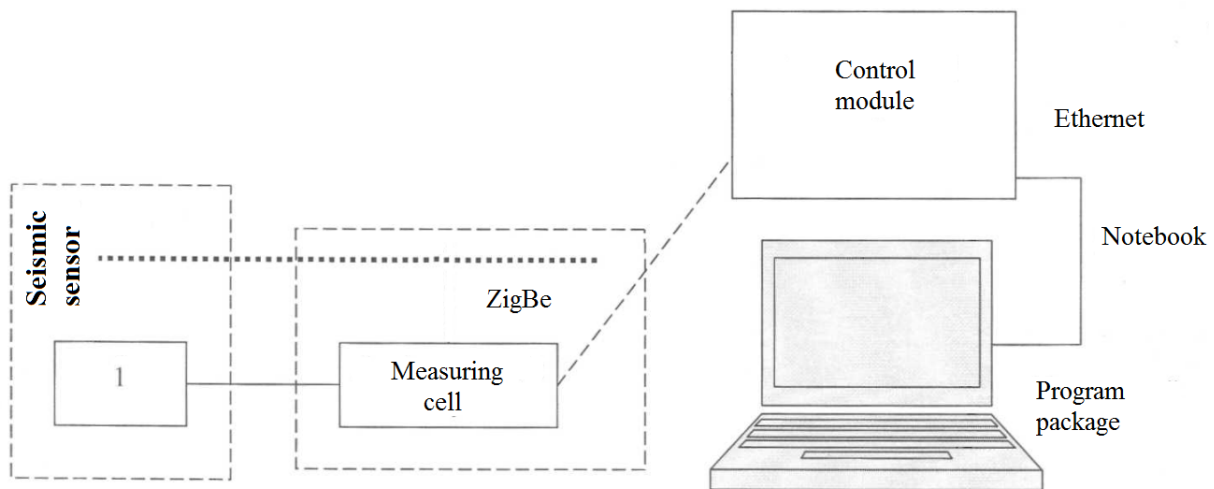 Control
module
Ethernet
Seismic
sensor
Notebook
ZigBe
1
Measuring
cell
Program
package